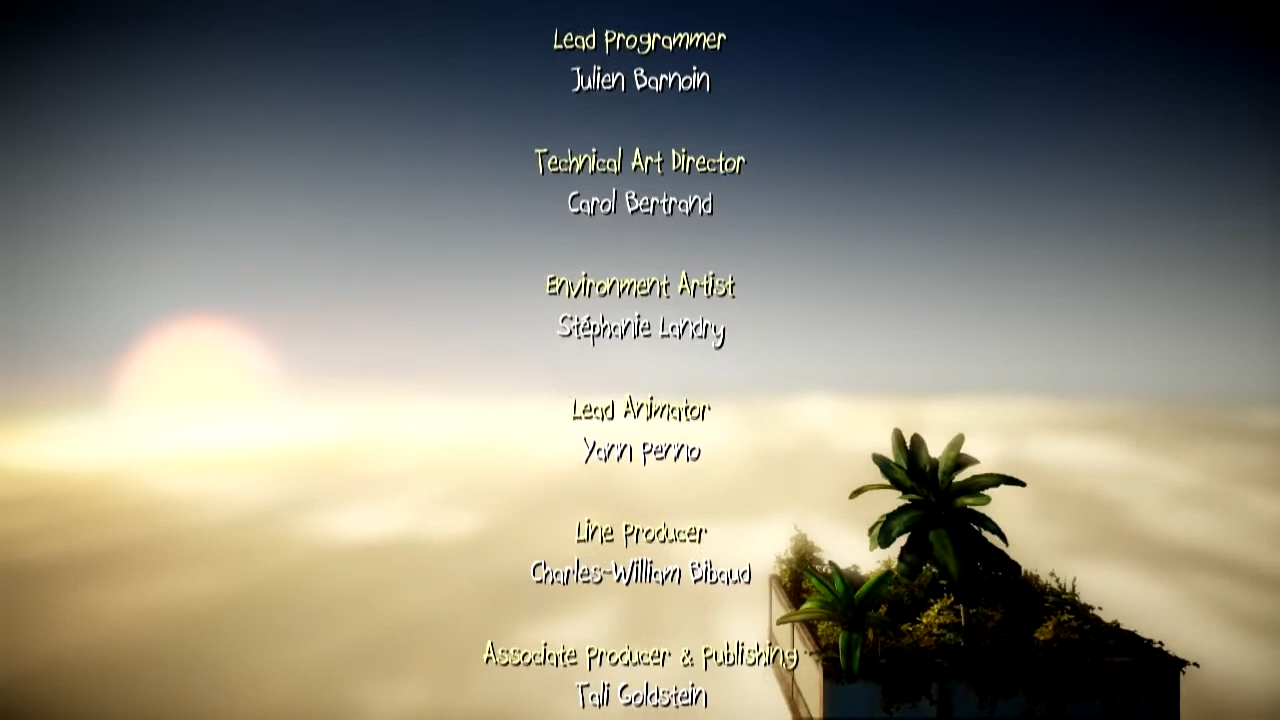 Lead Programmer
Julien Barnoin
Technical Art Director
Carol Bertrand
Environment Artist
Stéphanie Landry
Lead Animator
Yann Penno
Line Producer
Charles-William Bibaud
Associate Producer & Publishing
Tali Goldstein